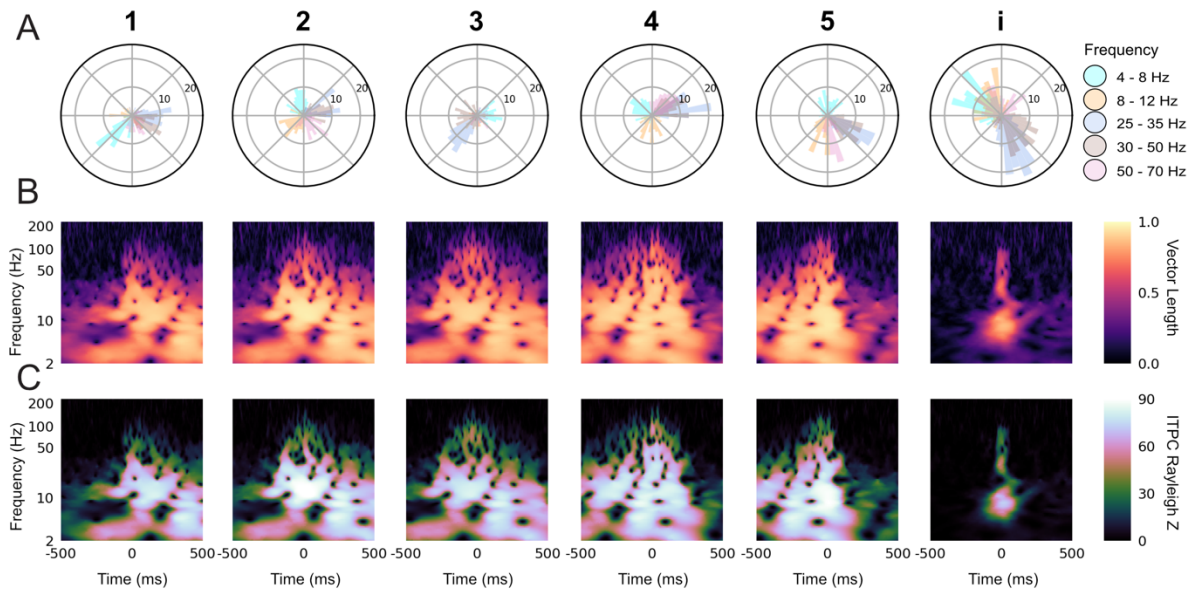 A
1 2 3 4 5 i
20 20 20 20 20 20
10 10 10 10 10 10
Frequency
4 - 8 Hz
8 - 12 Hz
25 - 35 Hz
30 - 50 Hz
50 - 70 Hz
B
Frequency (Hz)
200
100
50
10
2
1.0
0.5
0.0
Vector Length
C
Frequency (Hz)
200
100
50
10
2
90
60
30
0
ITPC Rayleigh Z
-500 0 500 -500 0 500 -500 0 500 -500 0 500 -500 0 500 -500 0 500
Time (ms) Time (ms) Time (ms) Time (ms) Time (ms) Time (ms)